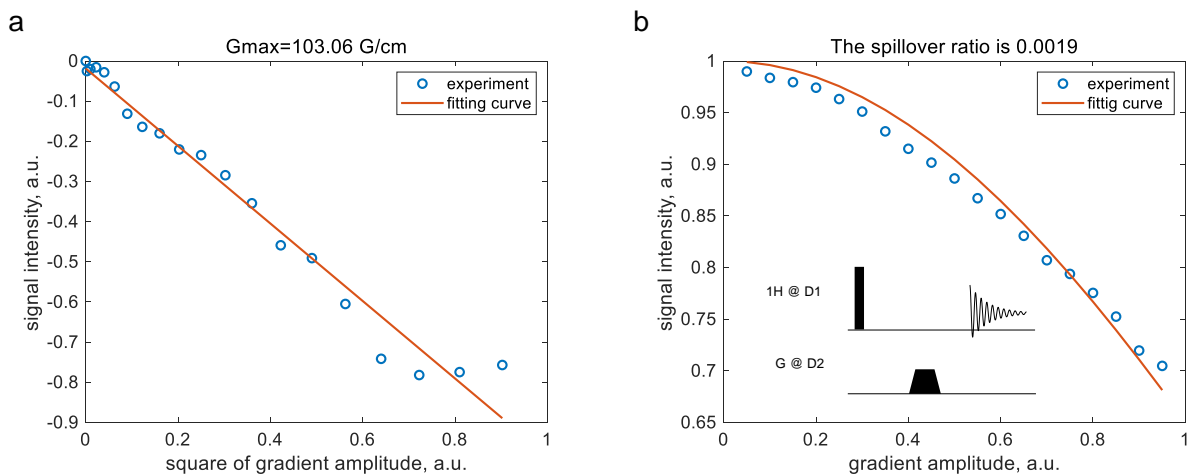 a
Gmax=103.06 G/cm
0
-0.1
-0.2
-0.3
-0.4
-0.5
-0.6
-0.7
-0.8
-0.9
signal intensity, a.u.
experiment
fitting curve
0
0.2
0.4
0.6
0.8
1
square of gradient amplitude, a.u.
b
The spillover ratio is 0.0019
1
0.95
0.9
0.85
0.8
0.75
0.7
0.65
signal intensity, a.u.
experiment
fittig curve
1H @ D1
G @ D2
0
0.2
0.4
0.6
0.8
1
gradient amplitude, a.u.